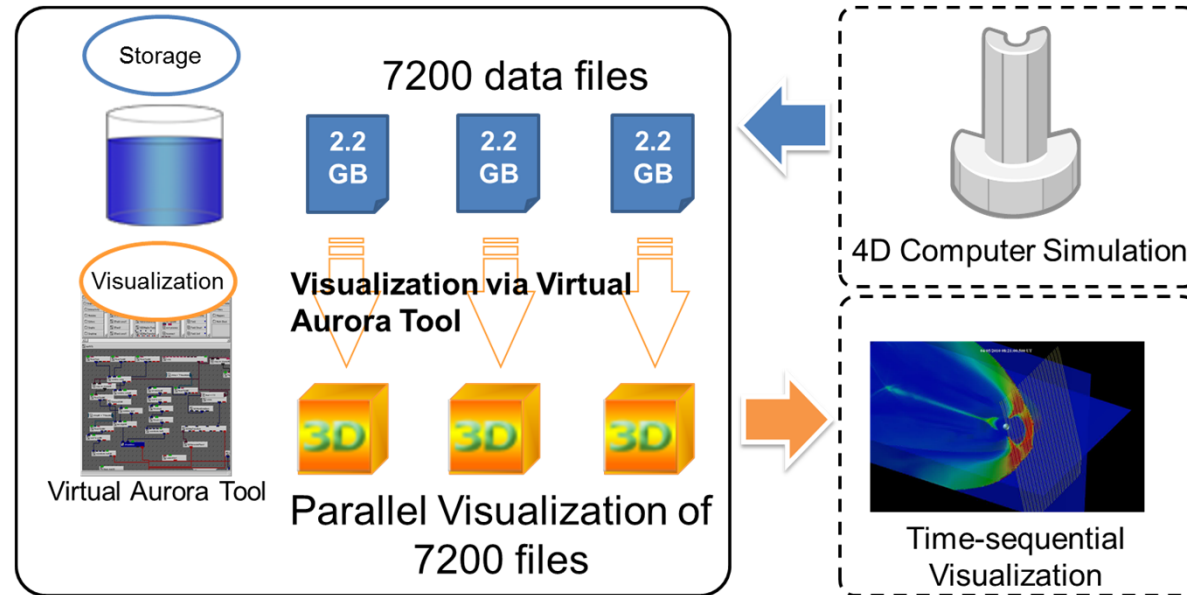 Storage
7200 data files
2.2
GB
2.2
GB
2.2
GB
4D Computer Simulation
Visualization
Visualization via Virtual
Aurora Tool
3D
3D
3D
Virtual Aurora Tool
Parallel Visualization of
7200 files
Time-sequential
Visualization